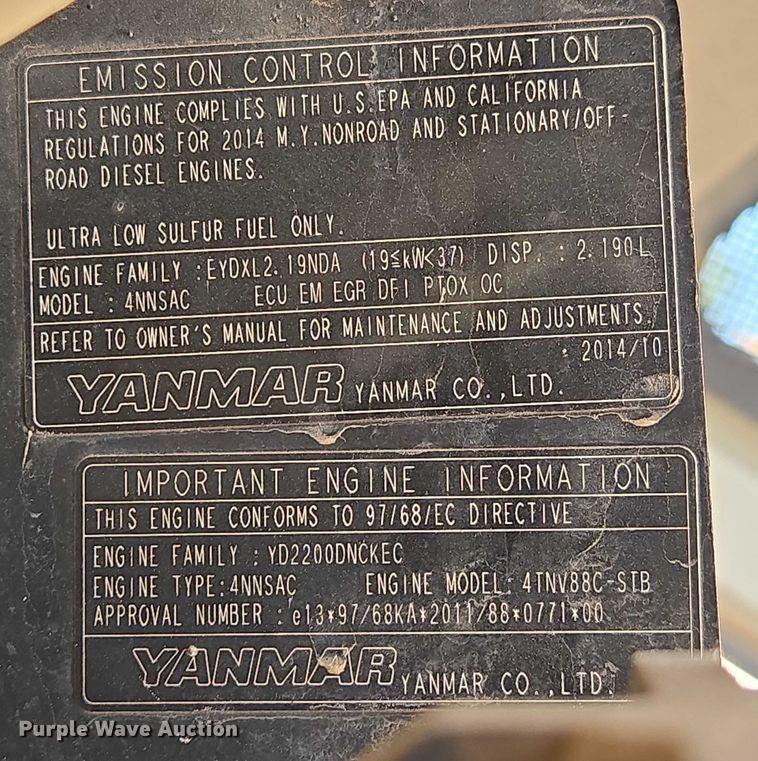 EMISSION CONTROL INFORMATION
THIS ENGINE COMPLIES WITH U.S.EPA AND CALIFORNIA
REGULATIONS FOR 2014 M.Y.NONROAD AND STATIONARY/OFF-
ROAD DIESEL ENGINES.
ULTRA LOW SULFUR FUEL ONLY.
ENGINE FAMILY :EYDXL2.19NDA (19≤kW<37) DISP. : 2.190L
MODEL : 4NNSAC ECU EM EGR DFI PTOX OC
REFER TO OWNER'S MANUAL FOR MAINTENANCE AND ADJUSTMENTS.
: 2014/10
YANMAR YANMAR CO.,LTD.
IMPORTANT ENGINE INFORMATION
THIS ENGINE CONFORMS TO 97/68/EC DIRECTIVE
ENGINE FAMILY : YD2200DNCKEC
ENGINE TYPE:4NNSAC ENGINE MODEL: 4TNV88C-STB
APPROVAL NUMBER : e13*97/68KA*2011/88*0771*00
YANMAR YANMAR CO.,LTD.
Purple Wave Auction